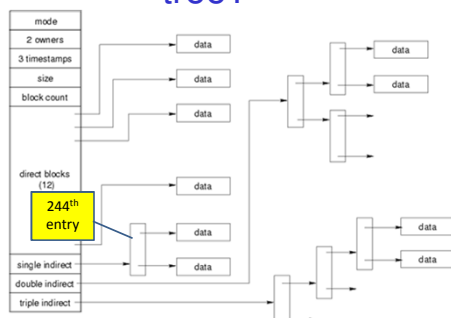 mode
2 owners
3 timestamps
size
block count
direct blocks
(12)
244th
entry
single indirect
double indirect
triple indirect
data
data
data
data
data
data
data
data
data
data